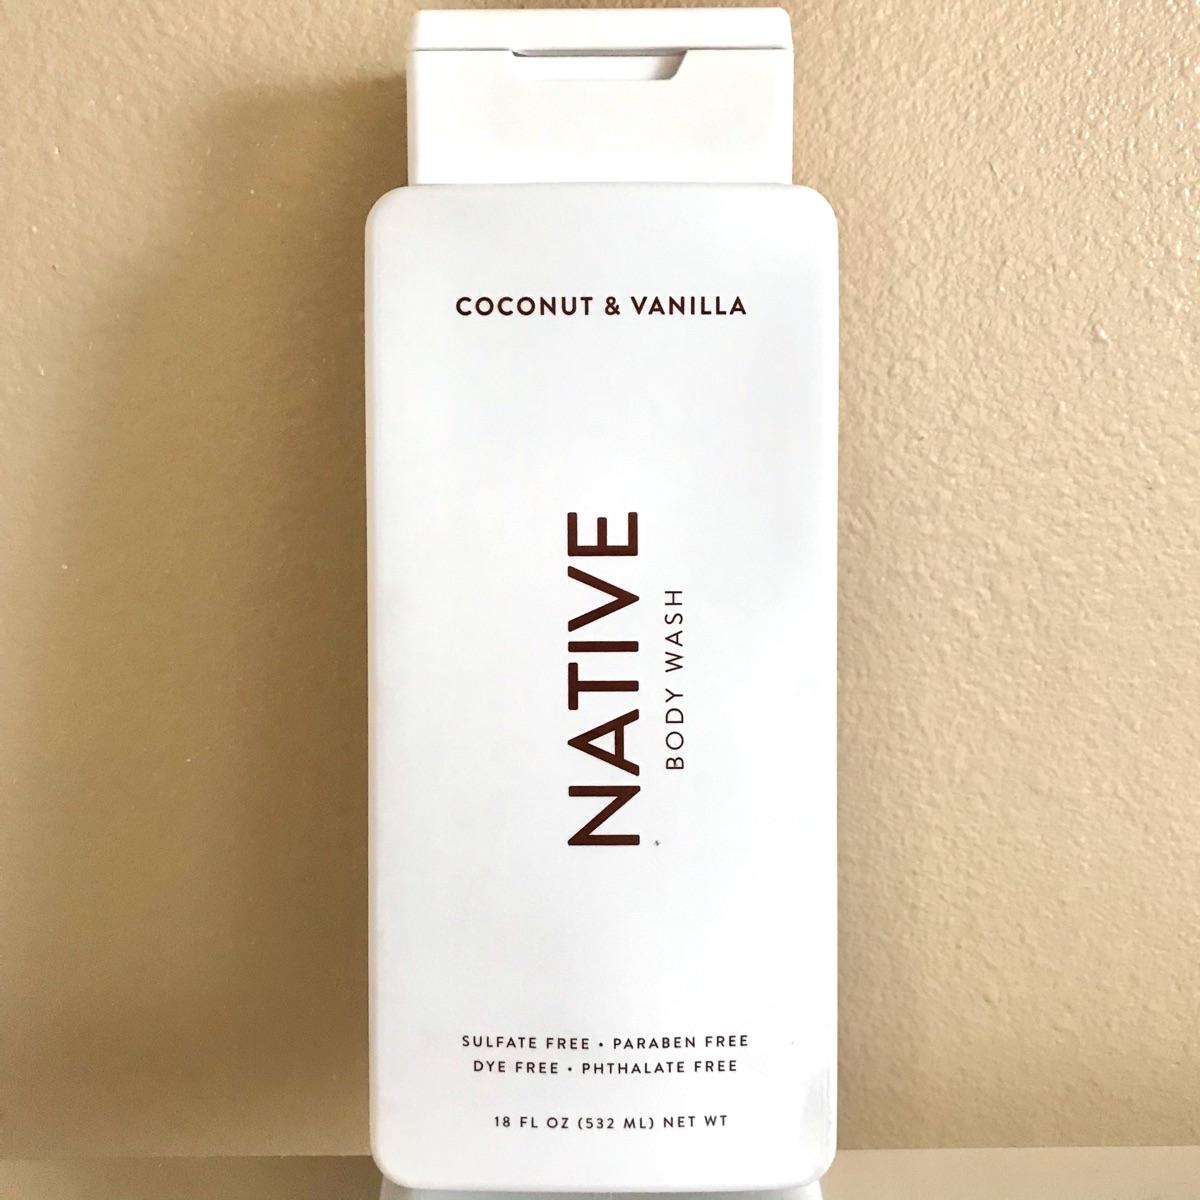 COCONUT & VANILLA
NATIVE
BODY WASH
SULFATE FREE • PARABEN FREE
DYE FREE • PHTHALATE FREE
18 FL OZ (532 ML) NET WT